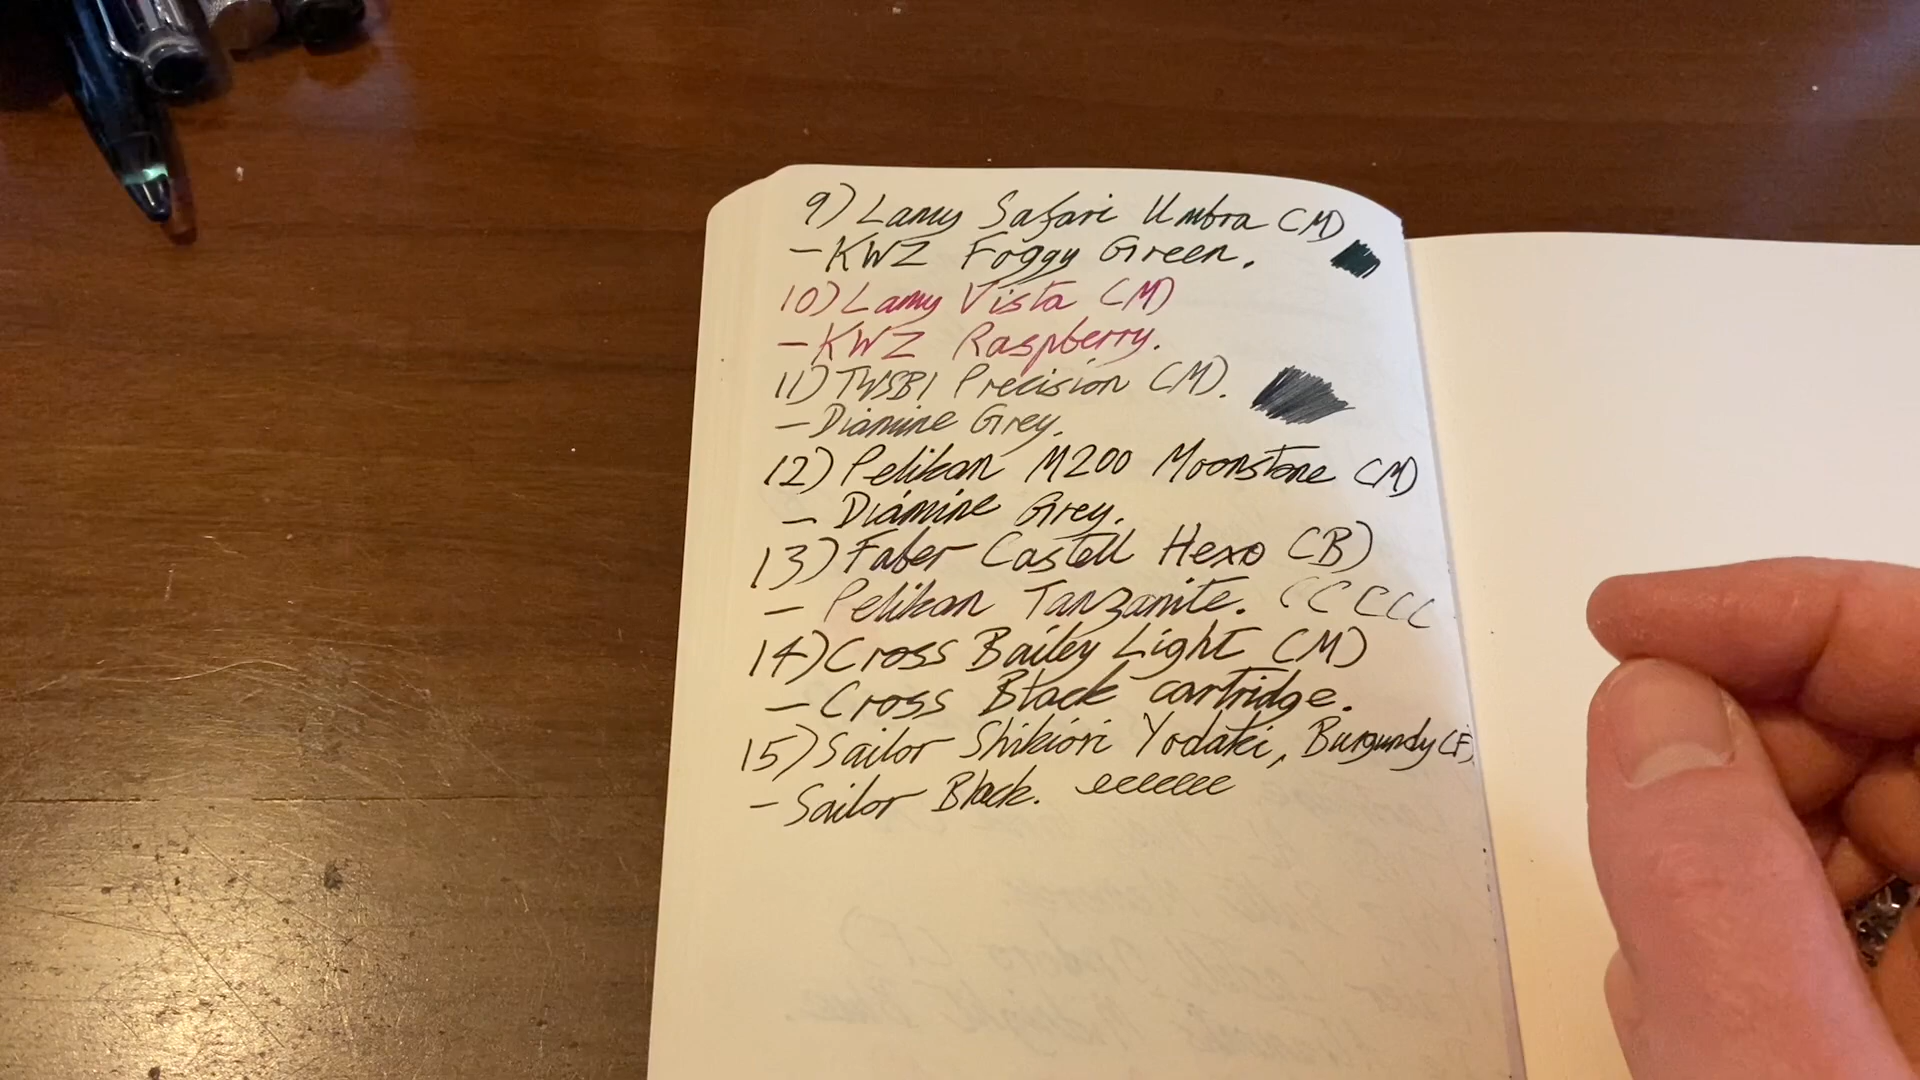 9) Lamy Safari Umbra (M)
- KWZ Foggy Green.
10) Lamy Vista (M)
- KWZ Raspberry.
11) TWSBI Precision (M).
- Diamine Grey.
12) Pelikan M200 Moonstone (M)
- Diamine Grey.
13) Faber Castell Hexo (B)
- Pelikan Tanzanite. CCCCC
14) Cross Bailey Light (M)
- Cross Black cartridge.
15) Sailor Shikiori Yodaki, Burgundy (F).
- Sailor Black. eeeeeee